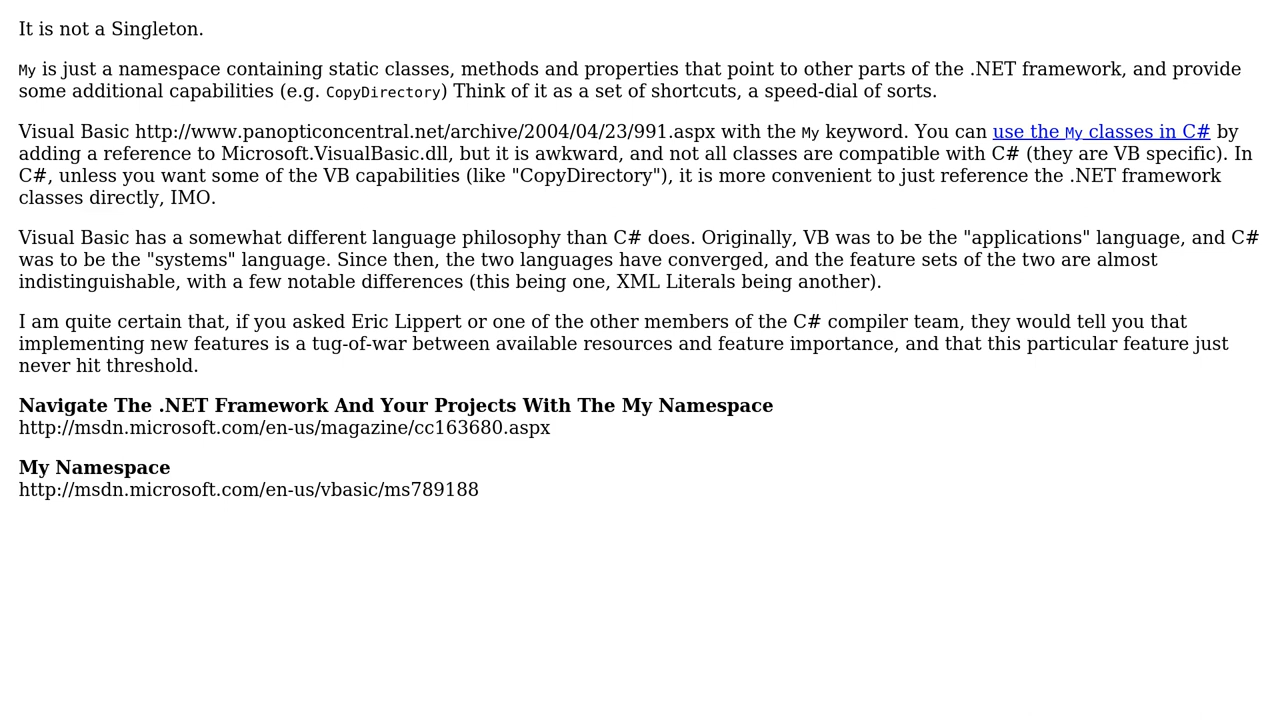 It is not a Singleton.
My is just a namespace containing static classes, methods and properties that point to other parts of the .NET framework, and provide
some additional capabilities (e.g. CopyDirectory) Think of it as a set of shortcuts, a speed-dial of sorts.
Visual Basic http://www.panopticoncentral.net/archive/2004/04/23/991.aspx with the My keyword. You can use the My classes in C# by
adding a reference to Microsoft.VisualBasic.dll, but it is awkward, and not all classes are compatible with C# (they are VB specific). In
C#, unless you want some of the VB capabilities (like "CopyDirectory"), it is more convenient to just reference the .NET framework
classes directly, IMO.
Visual Basic has a somewhat different language philosophy than C# does. Originally, VB was to be the "applications" language, and C#
was to be the "systems" language. Since then, the two languages have converged, and the feature sets of the two are almost
indistinguishable, with a few notable differences (this being one, XML Literals being another).
I am quite certain that, if you asked Eric Lippert or one of the other members of the C# compiler team, they would tell you that
implementing new features is a tug-of-war between available resources and feature importance, and that this particular feature just
never hit threshold.
Navigate The .NET Framework And Your Projects With The My Namespace
http://msdn.microsoft.com/en-us/magazine/cc163680.aspx
My Namespace
http://msdn.microsoft.com/en-us/vbasic/ms789188